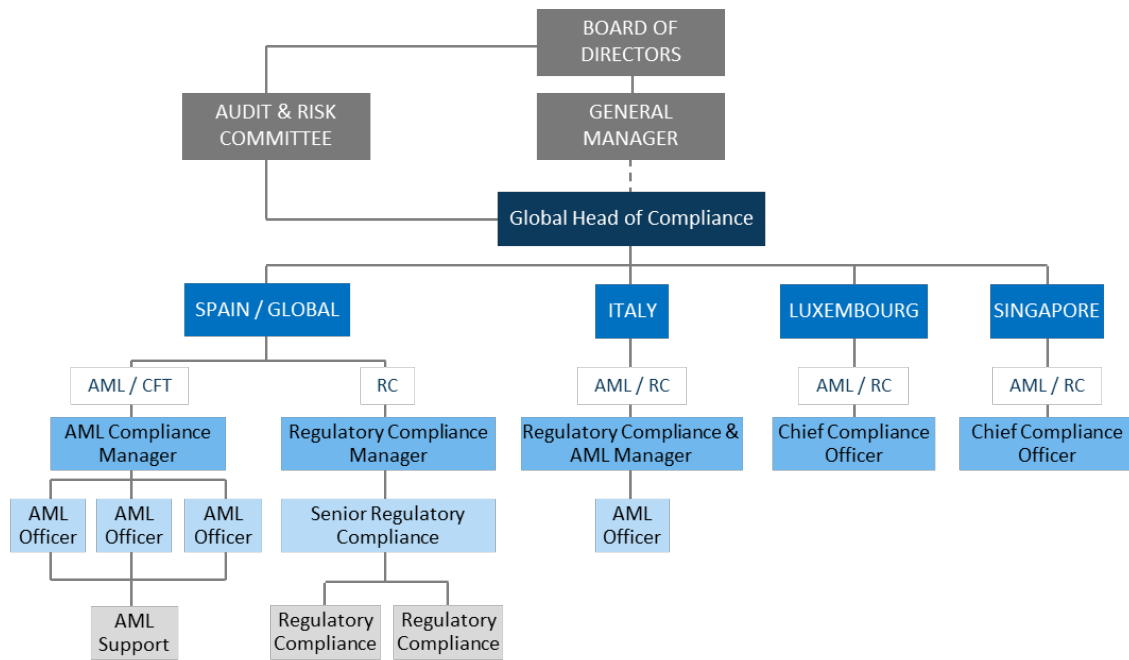 BOARD OF
DIRECTORS
AUDIT & RISK
COMMITTEE
GENERAL
MANAGER
Global Head of Compliance
SPAIN / GLOBAL
ITALY
LUXEMBOURG
SINGAPORE
AML / CFT
RC
AML / RC
AML / RC
AML / RC
AML Compliance
Manager
Regulatory Compliance
Manager
Regulatory Compliance &
AML Manager
Chief Compliance
Officer
Chief Compliance
Officer
AML
Officer
AML
Officer
AML
Officer
Senior Regulatory
Compliance
AML
Officer
AML
Support
Regulatory
Compliance
Regulatory
Compliance